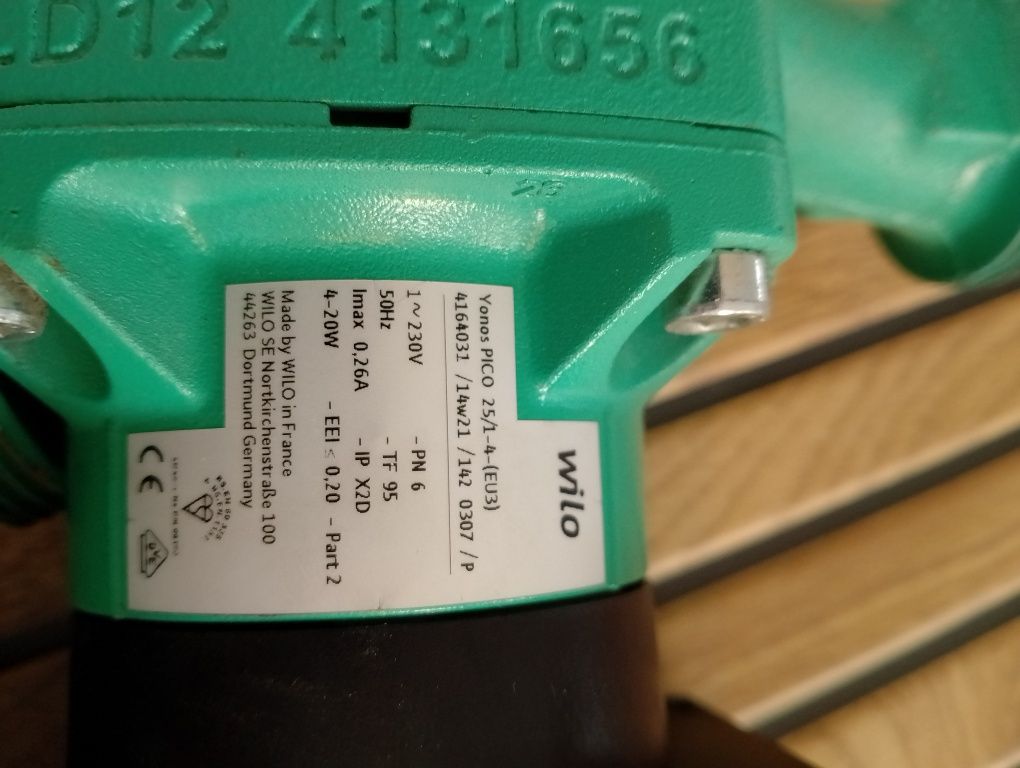 LD12 4131656
wilo
Yonos PICO 25/1-4-(EU3)
4164031 /14w21 /142 0307 /P
1~230V - PN 6
50Hz - TF 95
Imax 0,26A - IP X2D
4-20W - EEI ≤ 0,20 - Part 2
Made by WILO in France
WILO SE Nortkirchenstraße 100
44263 Dortmund Germany
CE